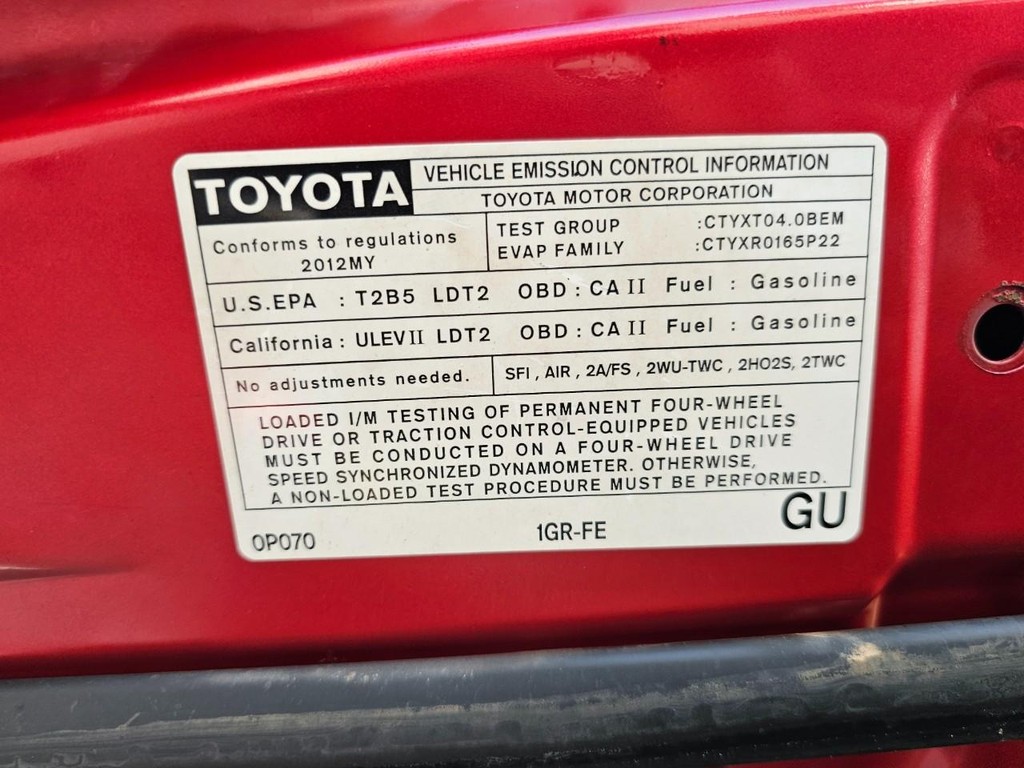 TOYOTA VEHICLE EMISSION CONTROL INFORMATION
TOYOTA MOTOR CORPORATION
Conforms to regulations
2012MY
TEST GROUP :CTYXT04.0BEM
EVAP FAMILY :CTYXR0165P22
U.S.EPA : T2B5 LDT2 OBD : CA II Fuel : Gasoline
California : ULEV II LDT2 OBD : CA II Fuel : Gasoline
No adjustments needed. SFI , AIR , 2A/FS , 2WU-TWC , 2HO2S, 2TWC
LOADED I/M TESTING OF PERMANENT FOUR-WHEEL
DRIVE OR TRACTION CONTROL-EQUIPPED VEHICLES
MUST BE CONDUCTED ON A FOUR-WHEEL DRIVE
SPEED SYNCHRONIZED DYNAMOMETER. OTHERWISE,
A NON-LOADED TEST PROCEDURE MUST BE PERFORMED.
0P070 1GR-FE GU